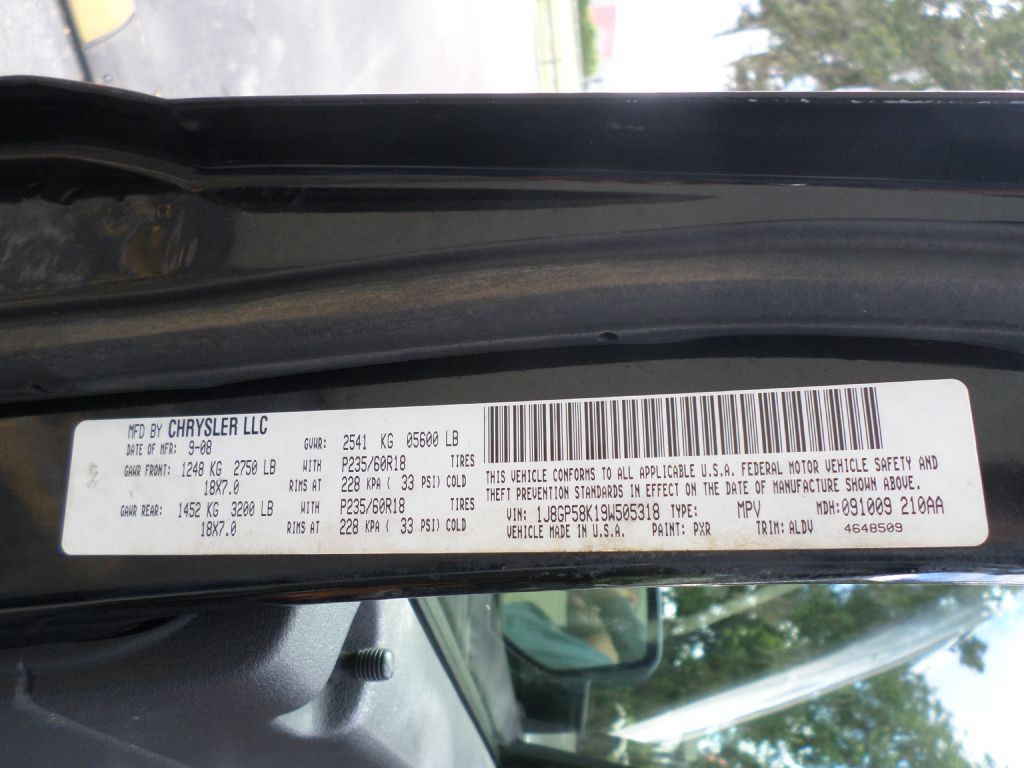 MFD BY CHRYSLER LLC
DATE OF MFR: 9-08 GVWR: 2541 KG 05600 LB
GAWR FRONT: 1248 KG 2750 LB WITH P235/60R18 TIRES
18X7.0 RIMS AT 228 KPA ( 33 PSI) COLD
GAWR REAR: 1452 KG 3200 LB WITH P235/60R18 TIRES
18X7.0 RIMS AT 228 KPA ( 33 PSI) COLD
THIS VEHICLE CONFORMS TO ALL APPLICABLE U.S.A. FEDERAL MOTOR VEHICLE SAFETY AND
THEFT PREVENTION STANDARDS IN EFFECT ON THE DATE OF MANUFACTURE SHOWN ABOVE.
VIN: 1J8GP58K19W505318 TYPE: MPV MDH: 091009 210AA
VEHICLE MADE IN U.S.A. PAINT: PXR TRIM: ALDV 4648509